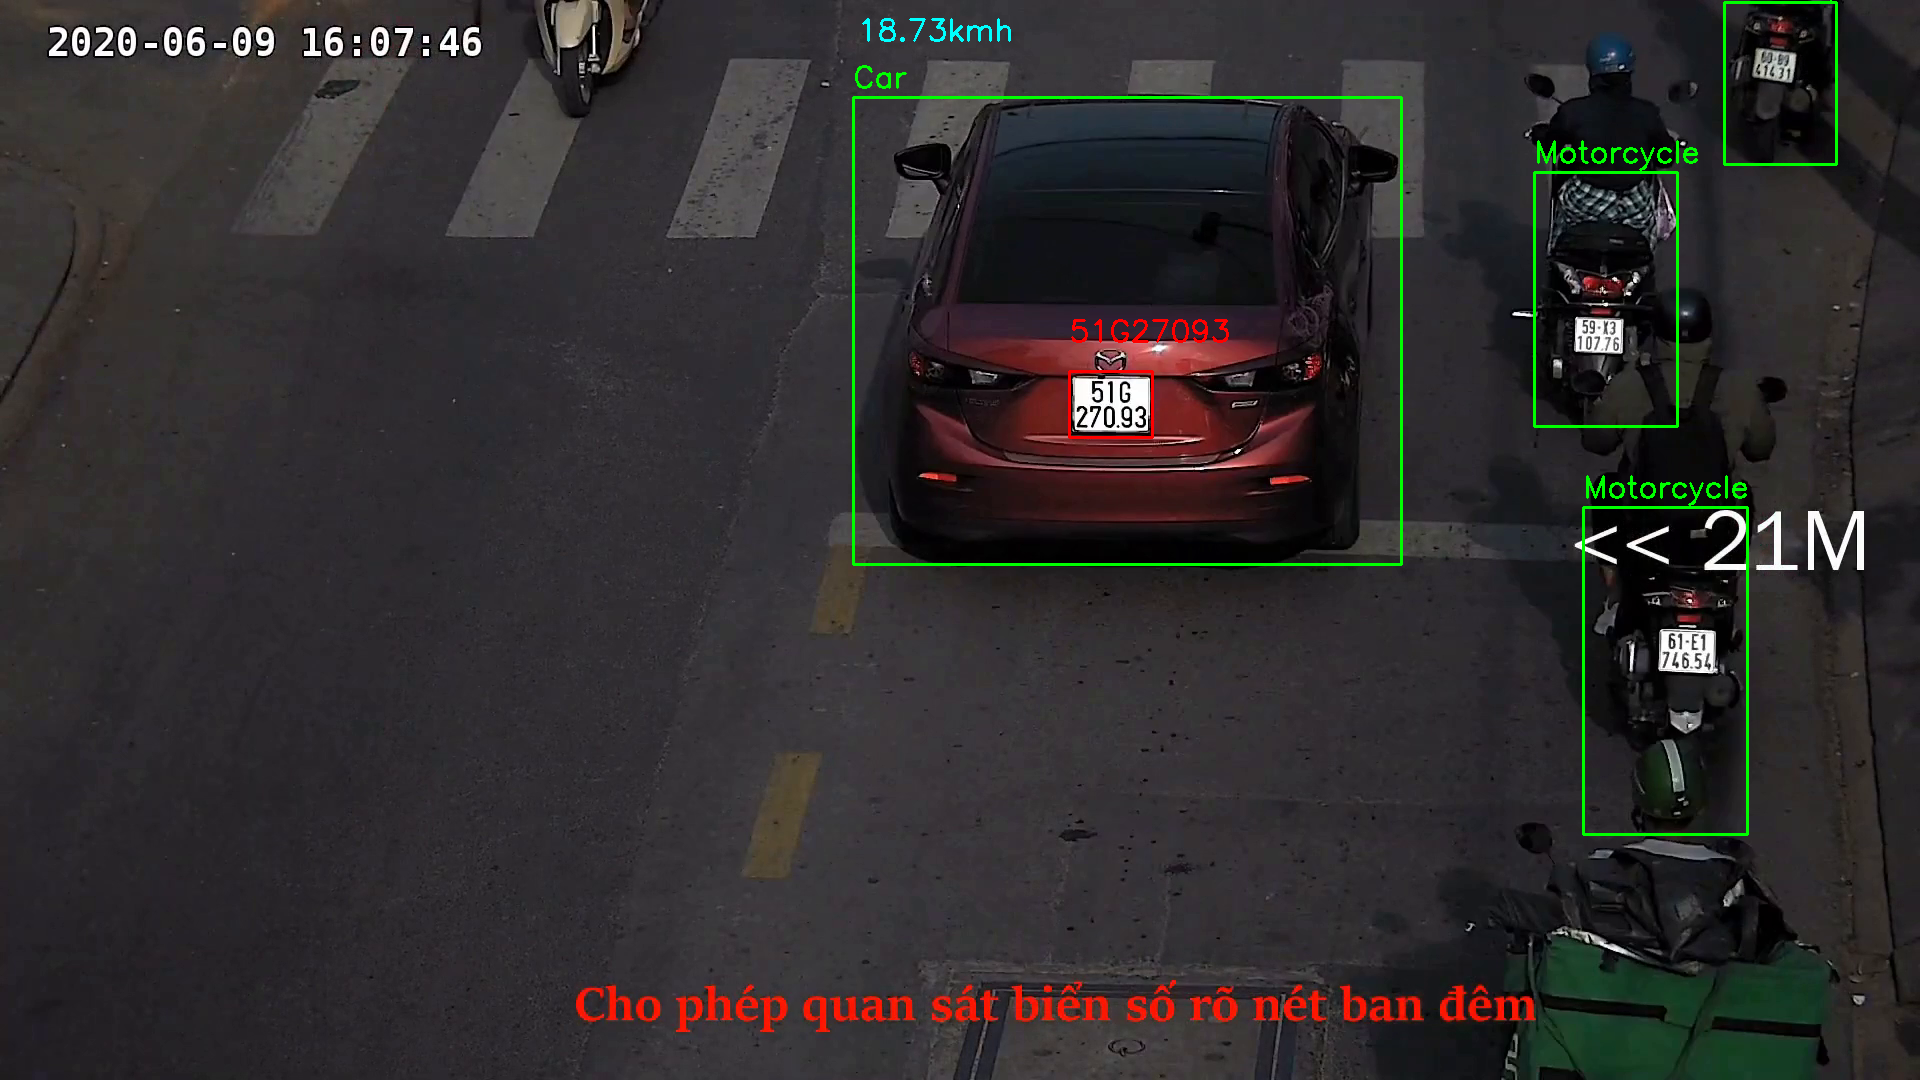 2020-06-09 16:07:46
18.73kmh
Car
41431
Motorcycle
59-X3
107.76
51G27093
51G
270.93
Motorcycle
<< 21M
61-E1
746.54
Cho phép quan sát biển số rõ nét ban đêm